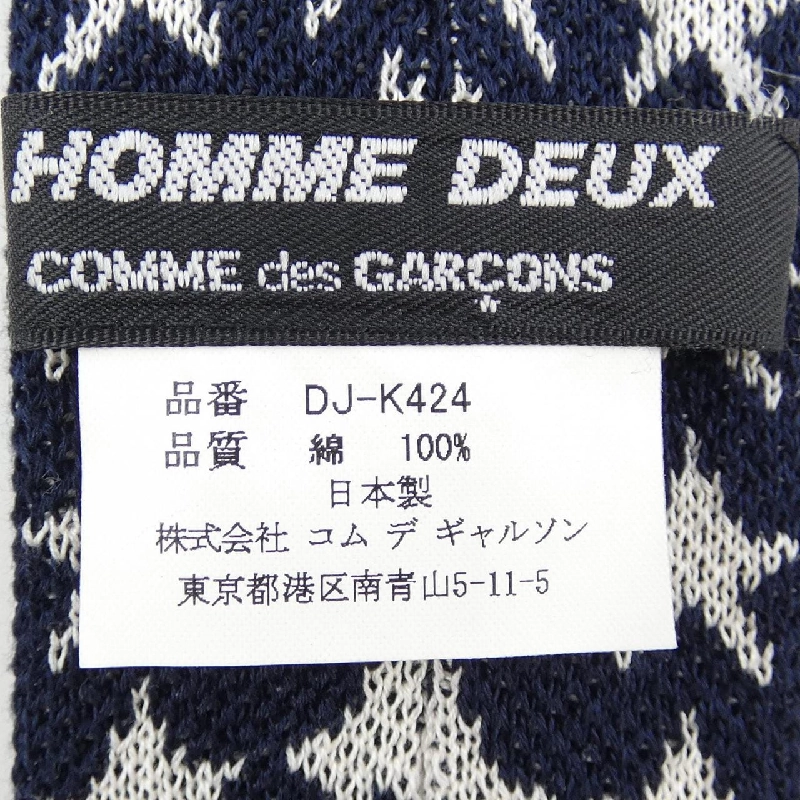 HOMME DEUX
COMME des GARÇONS
品番 DJ-K424
品質 綿 100%
日本製
株式会社 コム デ ギャルソン
東京都港区南青山5-11-5